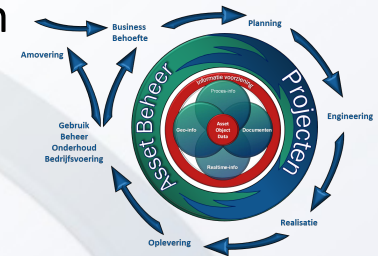 n
Business
Behoefte
Planning
Engineering
Realisatie
Oplevering
Gebruik
Beheer
Onderhoud
Bedrijfsvoering
Amovering
Asset Beheer
Projecten
Informatie voorziening
Proces-info
Geo-info
Asset
Object
Data
Documenten
Realtime-info